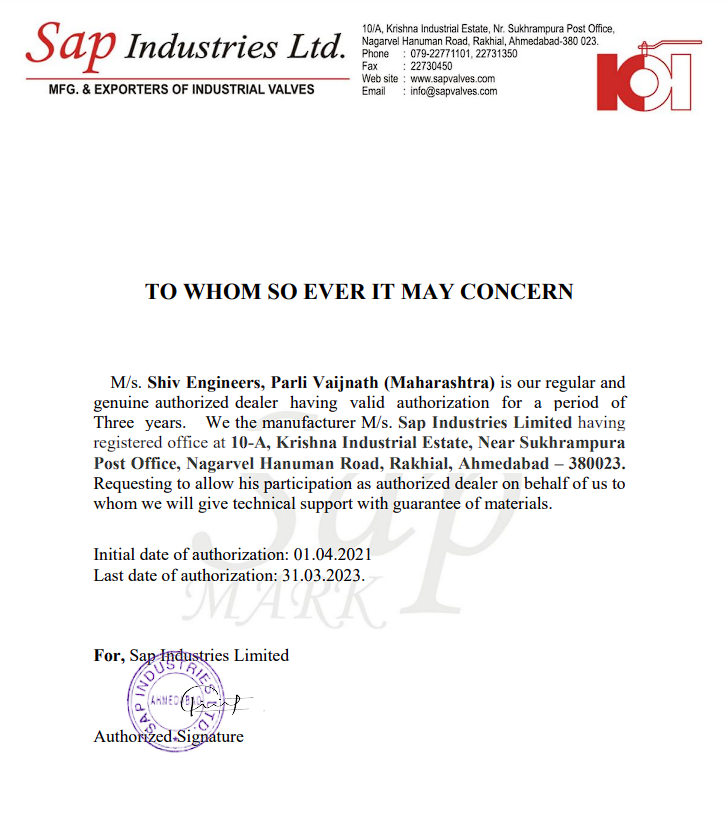 Sap Industries Ltd.
MFG. & EXPORTERS OF INDUSTRIAL VALVES
10/A, Krishna Industrial Estate, Nr. Sukhrampura Post Office,
Nagarvel Hanuman Road, Rakhial, Ahmedabad-380 023.
Phone : 079-22771101, 22731350
Fax : 22730450
Web site : www.sapvalves.com
Email : info@sapvalves.com
TO WHOM SO EVER IT MAY CONCERN
M/s. Shiv Engineers, Parli Vaijnath (Maharashtra) is our regular and
genuine authorized dealer having valid authorization for a period of
Three years. We the manufacturer M/s. Sap Industries Limited having
registered office at 10-A, Krishna Industrial Estate, Near Sukhrampura
Post Office, Nagarvel Hanuman Road, Rakhial, Ahmedabad – 380023.
Requesting to allow his participation as authorized dealer on behalf of us to
whom we will give technical support with guarantee of materials.
Sap
MARK
Initial date of authorization: 01.04.2021
Last date of authorization: 31.03.2023.
For, Sap Industries Limited
SAP INDUSTRIES LTD.
AHMEDABAD
Authorized Signature